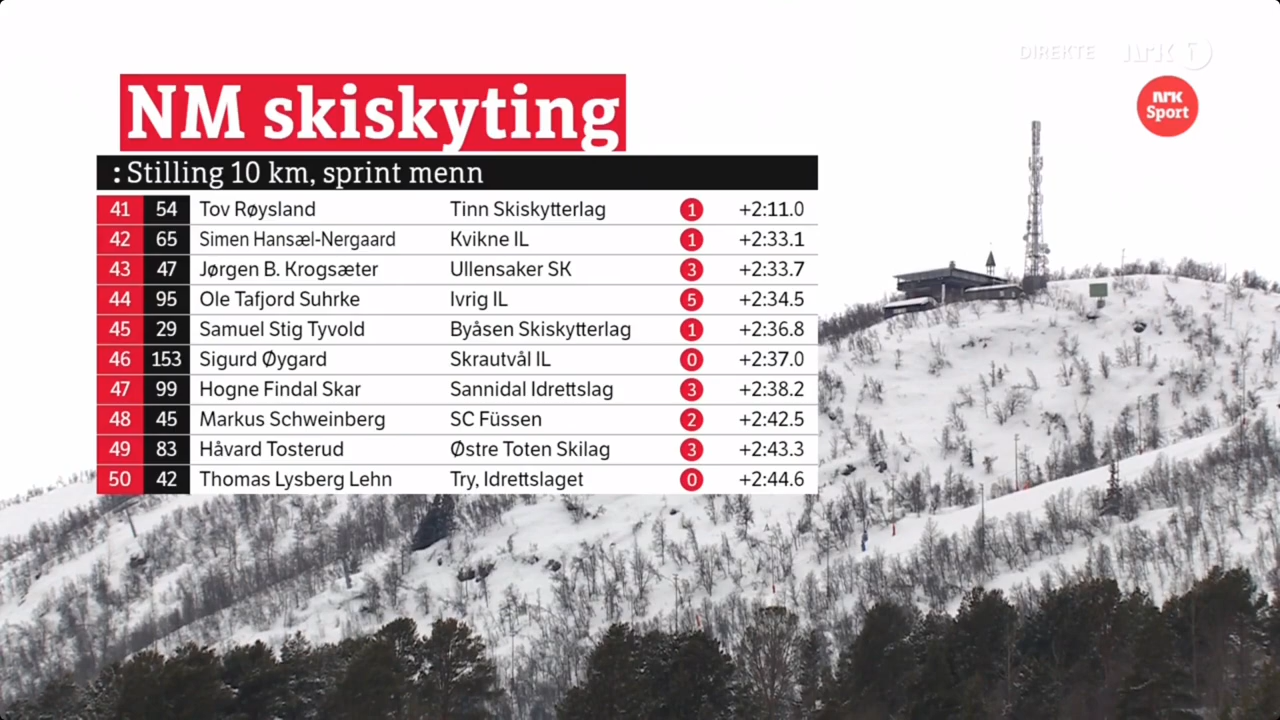 DIREKTE nrk 1
nrk Sport
NM skiskyting
: Stilling 10 km, sprint menn
41 54 Tov Røysland Tinn Skiskytterlag 1 +2:11.0
42 65 Simen Hansæl-Nergaard Kvikne IL 1 +2:33.1
43 47 Jørgen B. Krogsæter Ullensaker SK 3 +2:33.7
44 95 Ole Tafjord Suhrke Ivrig IL 5 +2:34.5
45 29 Samuel Stig Tyvold Byåsen Skiskytterlag 1 +2:36.8
46 153 Sigurd Øygard Skrautvål IL 0 +2:37.0
47 99 Hogne Findal Skar Sannidal Idrettslag 3 +2:38.2
48 45 Markus Schweinberg SC Füssen 2 +2:42.5
49 83 Håvard Tosterud Østre Toten Skilag 3 +2:43.3
50 42 Thomas Lysberg Lehn Try, Idrettslaget 0 +2:44.6